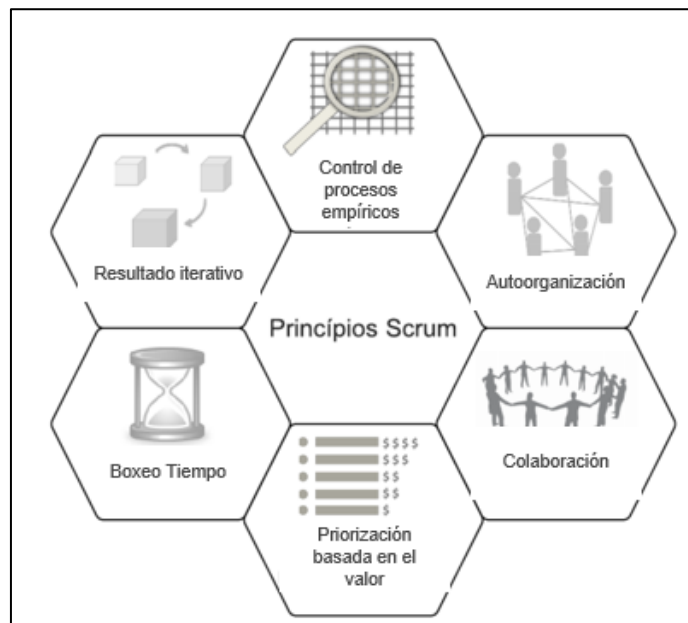 Control de
procesos
empíricos
Resultado iterativo
Autoorganización
Princípios Scrum
Boxeo Tiempo
Colaboración
$$$$
$$$
$$
$$
$
Priorización
basada en el
valor